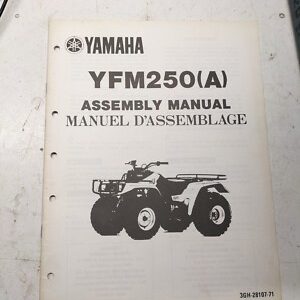 YAMAHA
YFM250(A)
ASSEMBLY MANUAL
MANUEL D'ASSEMBLAGE
3GH-28107-71